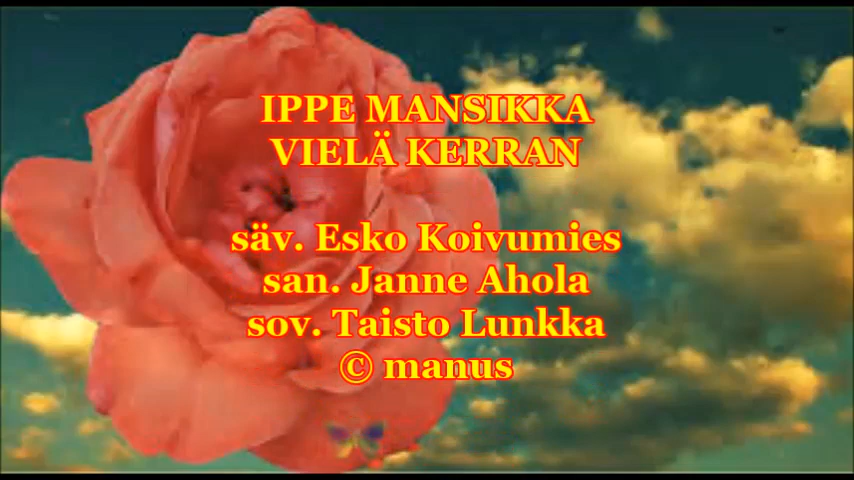 IPPE MANSIKKA
VIELÄ KERRAN
säv. Esko Koivumies
san. Janne Ahola
sov. Taisto Lunkka
© manus